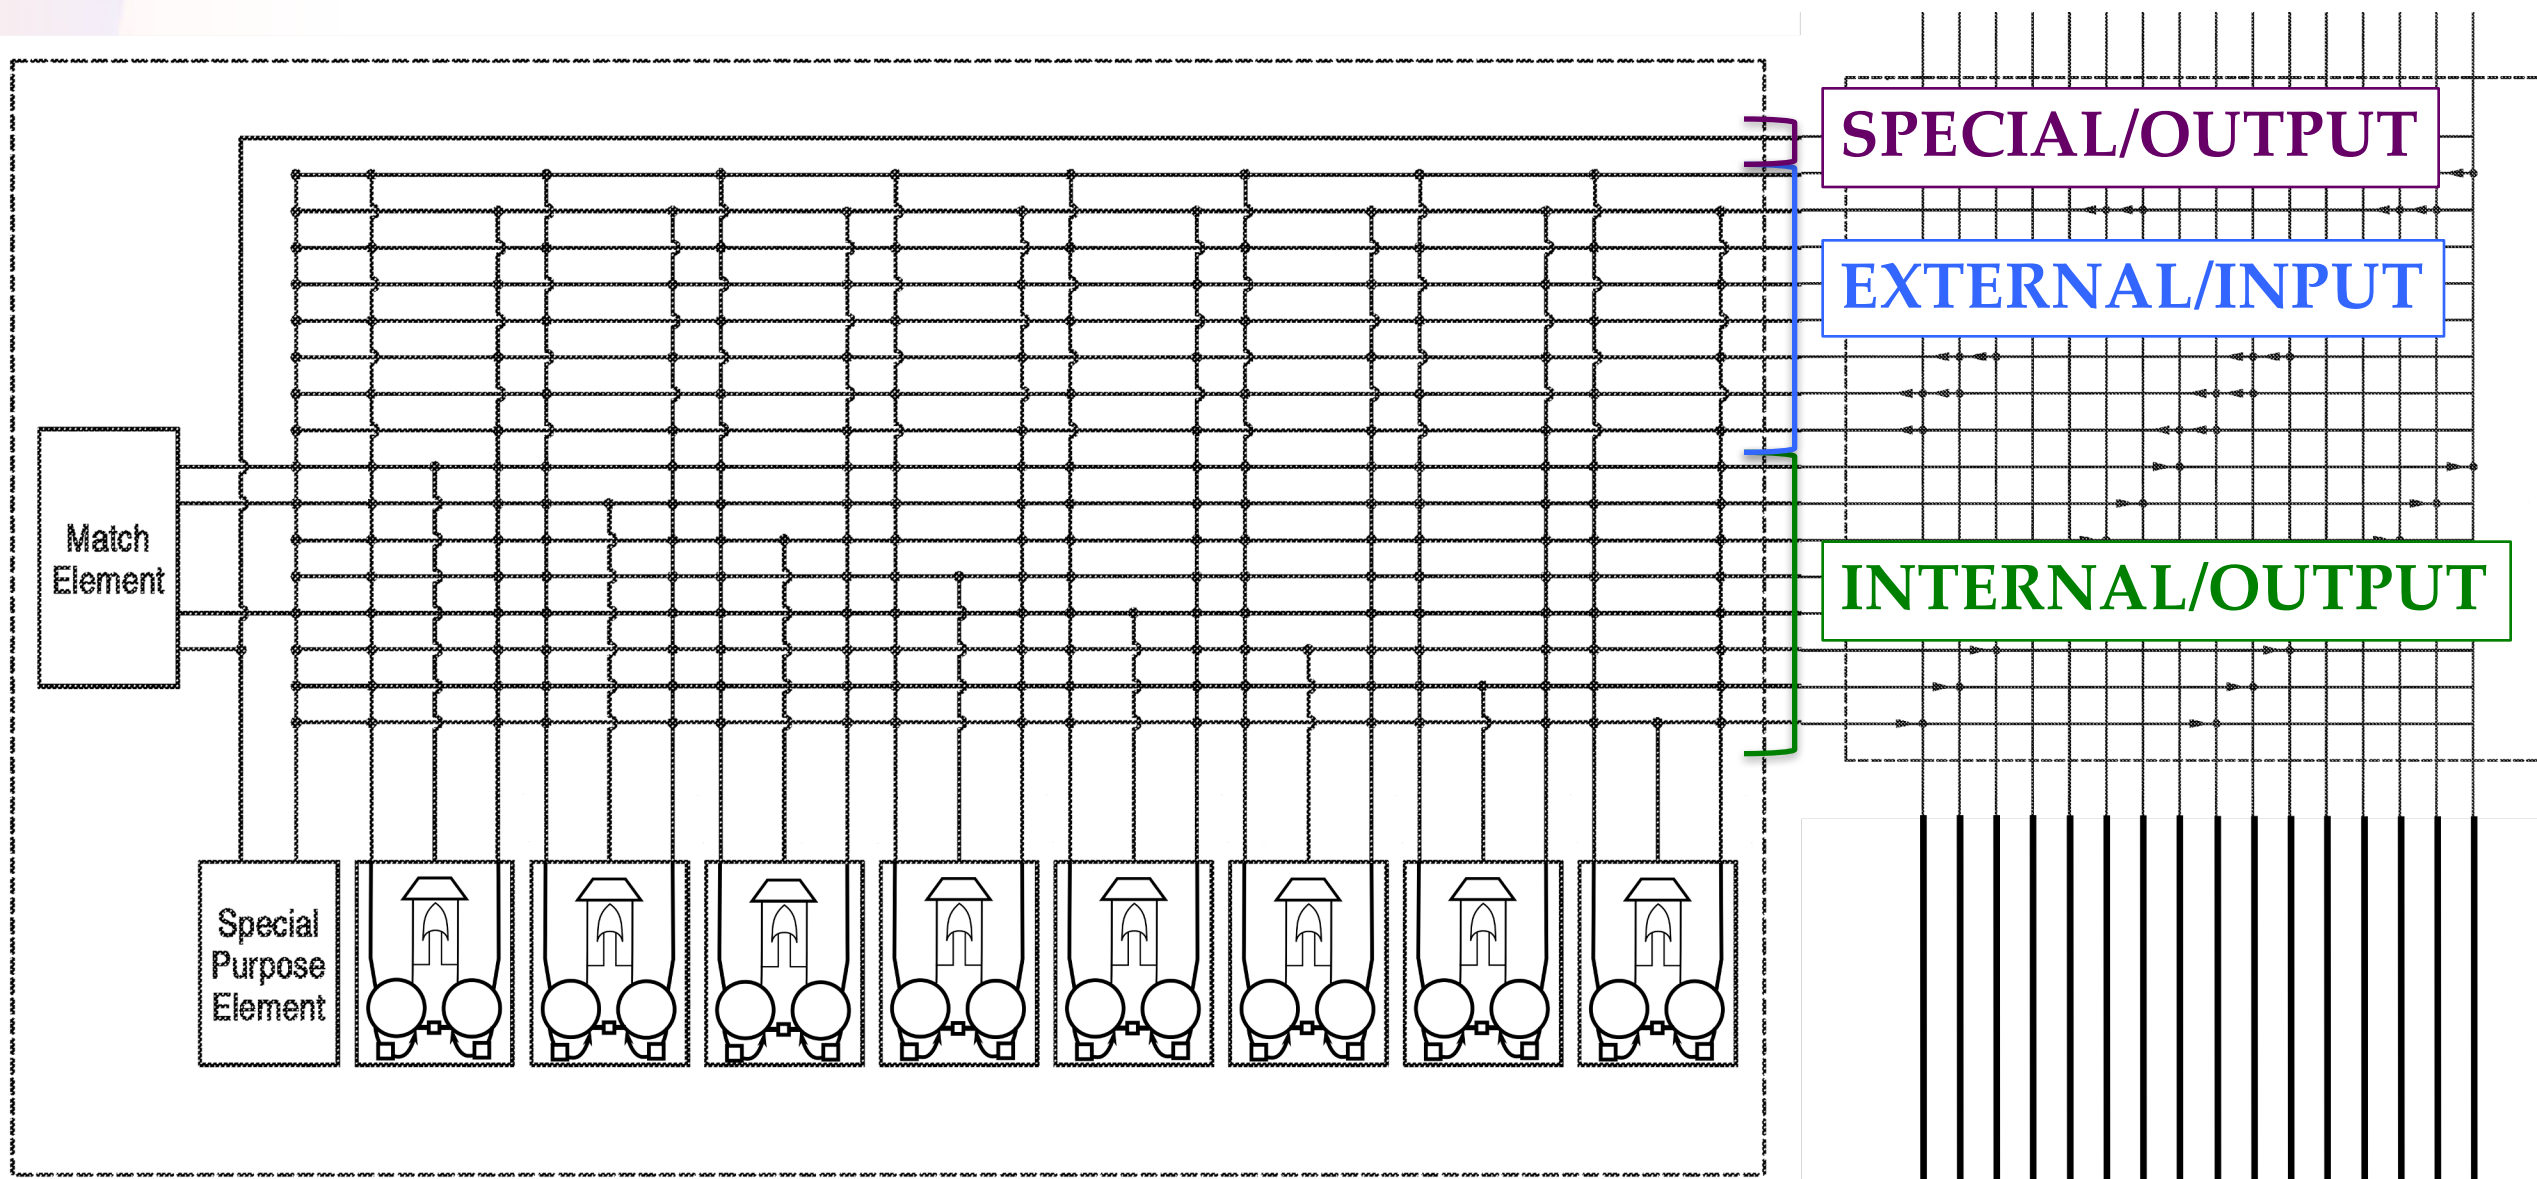 SPECIAL/OUTPUT
EXTERNAL/INPUT
Match
Element
INTERNAL/OUTPUT
Special
Purpose
Element